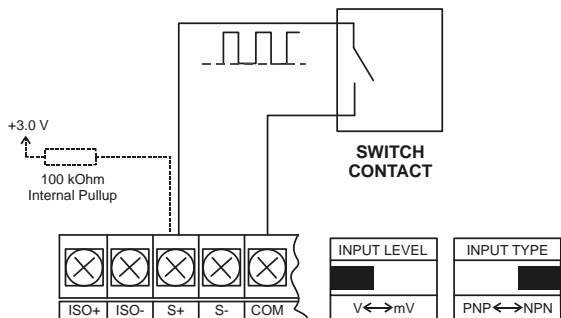 +3.0 V
100 kOhm
Internal Pullup
SWITCH
CONTACT
INPUT LEVEL
V↔mV
INPUT TYPE
PNP↔NPN
ISO+ ISO- S+ S- COM